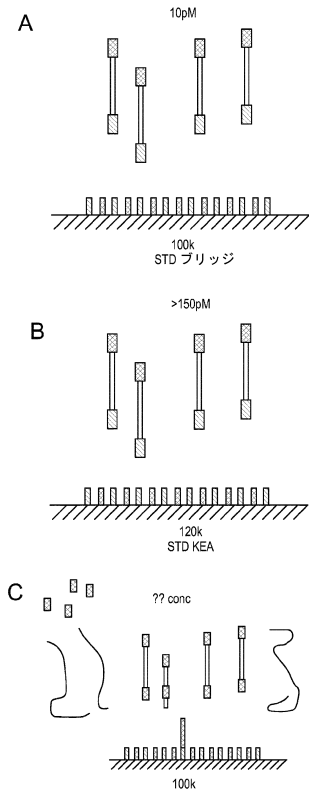 A
10pM
100k
STD ブリッジ
>150pM
B
120k
STD KEA
C
?? conc
100k